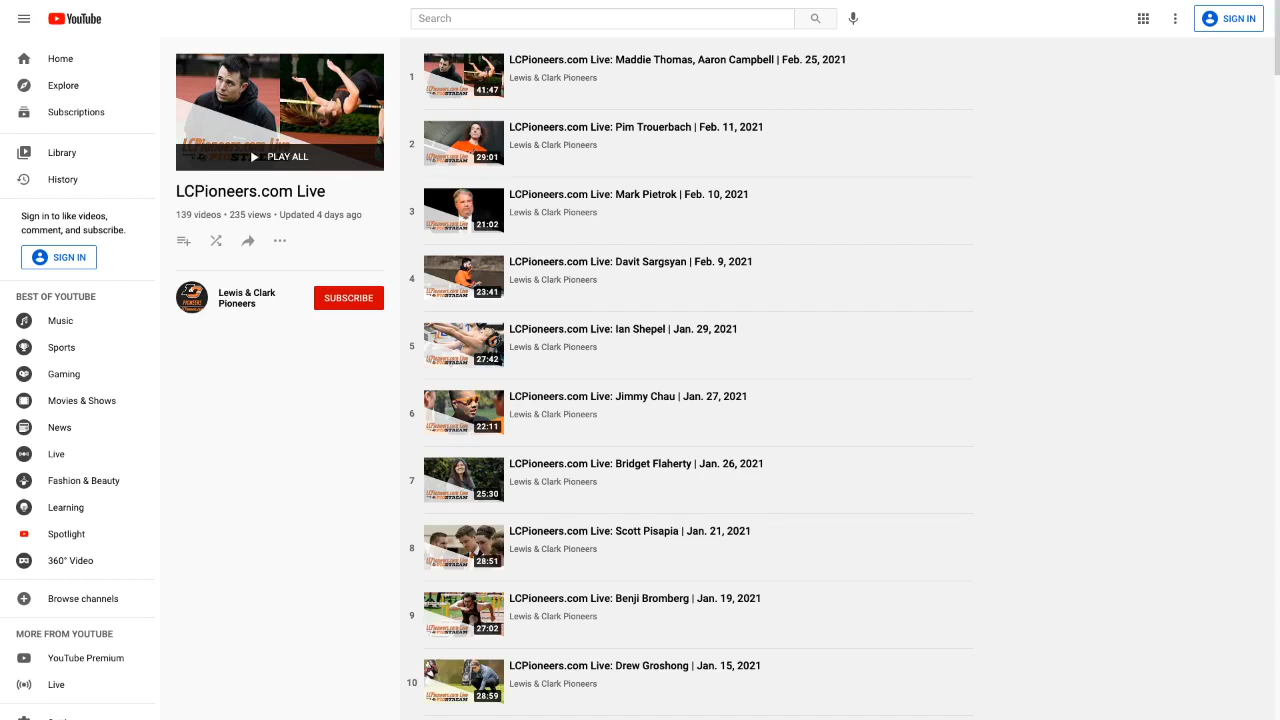 YouTube
Search
SIGN IN
Home
Explore
Subscriptions
Library
History
Sign in to like videos,
comment, and subscribe.
SIGN IN
BEST OF YOUTUBE
Music
Sports
Gaming
Movies & Shows
News
Live
Fashion & Beauty
Learning
Spotlight
360° Video
Browse channels
MORE FROM YOUTUBE
YouTube Premium
Live
LCPioneers.com Live
PLAY ALL
LCPioneers.com Live
139 videos • 235 views • Updated 4 days ago
PIONEERS
Lewis & Clark
Pioneers
SUBSCRIBE
1
41:47
LCPioneers.com Live: Maddie Thomas, Aaron Campbell | Feb. 25, 2021
Lewis & Clark Pioneers
2
29:01
LCPioneers.com Live: Pim Trouerbach | Feb. 11, 2021
Lewis & Clark Pioneers
3
21:02
LCPioneers.com Live: Mark Pietrok | Feb. 10, 2021
Lewis & Clark Pioneers
4
23:41
LCPioneers.com Live: Davit Sargsyan | Feb. 9, 2021
Lewis & Clark Pioneers
5
27:42
LCPioneers.com Live: Ian Shepel | Jan. 29, 2021
Lewis & Clark Pioneers
6
22:11
LCPioneers.com Live: Jimmy Chau | Jan. 27, 2021
Lewis & Clark Pioneers
7
25:30
LCPioneers.com Live: Bridget Flaherty | Jan. 26, 2021
Lewis & Clark Pioneers
8
28:51
LCPioneers.com Live: Scott Pisapia | Jan. 21, 2021
Lewis & Clark Pioneers
9
27:02
LCPioneers.com Live: Benji Bromberg | Jan. 19, 2021
Lewis & Clark Pioneers
10
28:59
LCPioneers.com Live: Drew Groshong | Jan. 15, 2021
Lewis & Clark Pioneers